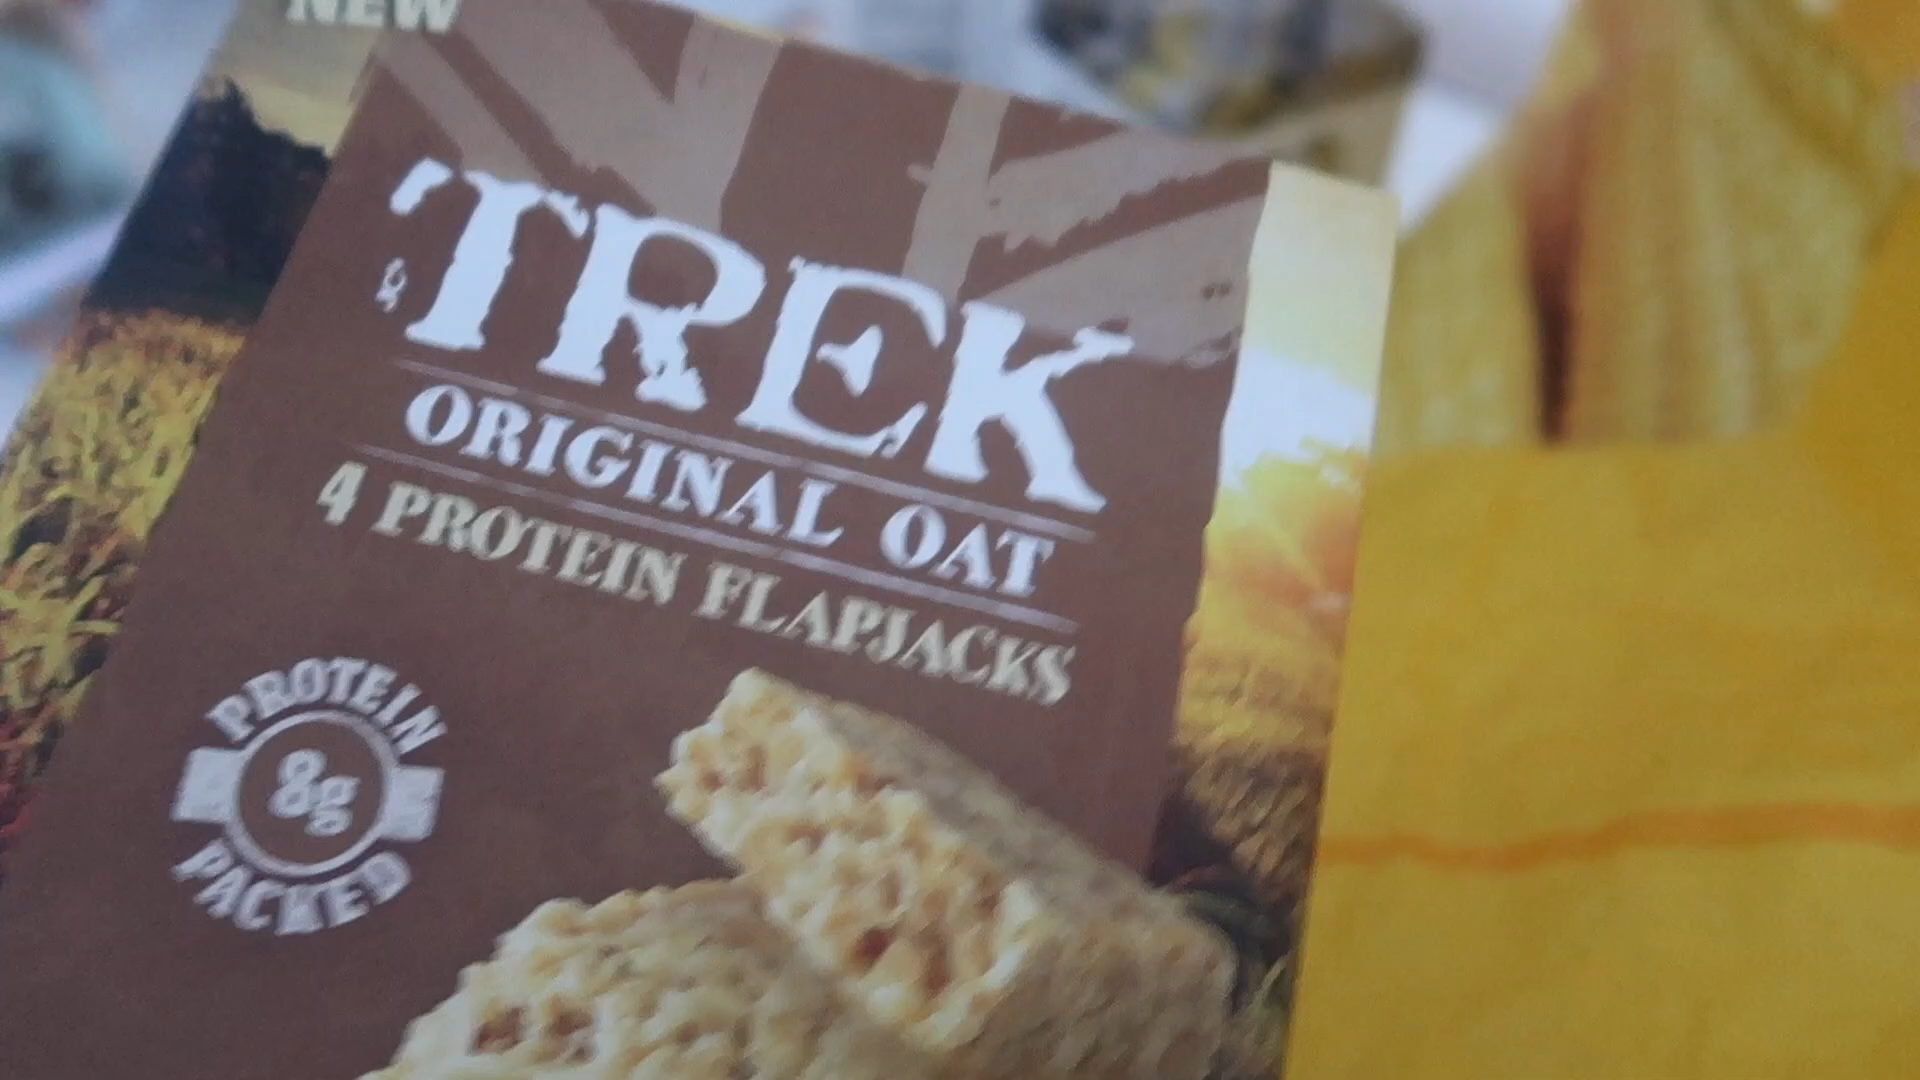 NEW
TREK
ORIGINAL OAT
4 PROTEIN FLAPJACKS
PROTEIN
8g
PACKED